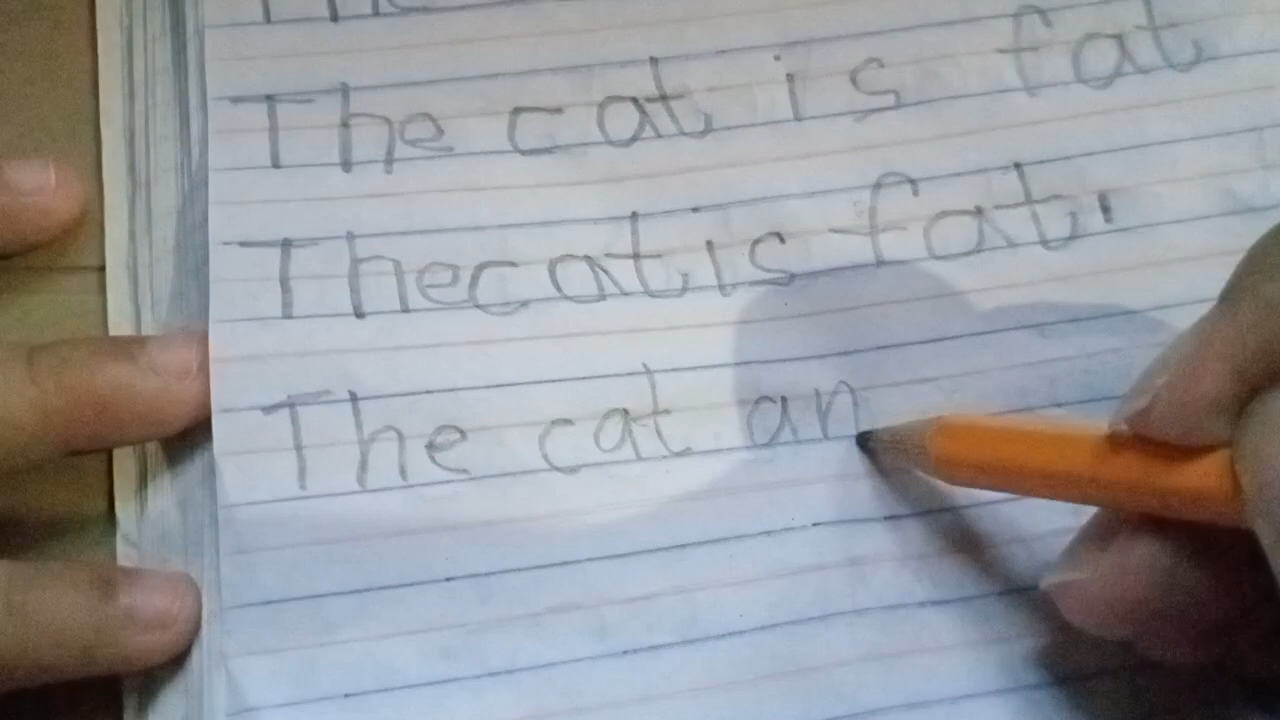 The cat is fat
Thecatis fat.
The cat an